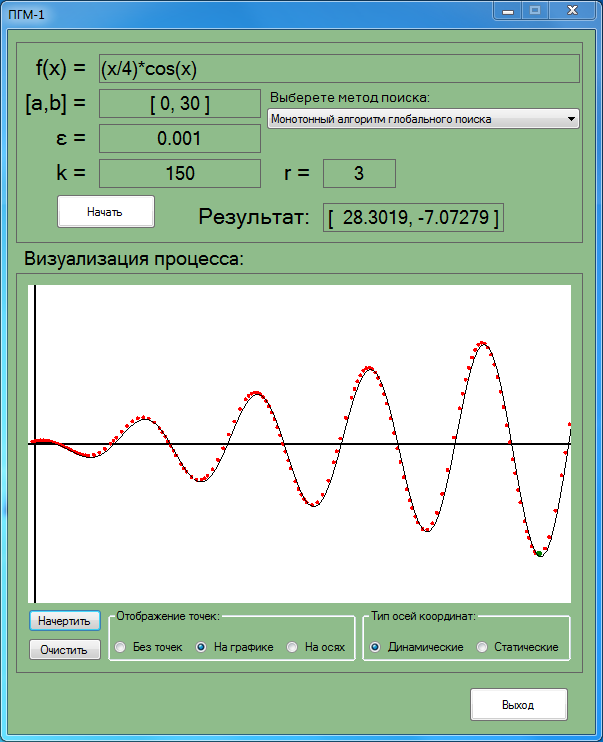 ПГМ-1
f(x) = (x/4)*cos(x)
[a,b] = [ 0, 30 ]
Выберете метод поиска:
Монотонный алгоритм глобального поиска
ε = 0.001
k = 150 r = 3
Начать Результат: [ 28.3019, -7.07279 ]
Визуализация процесса:
Начертить
Очистить
Отображение точек:
Без точек На графике На осях
Тип осей координат:
Динамические Статические
Выход